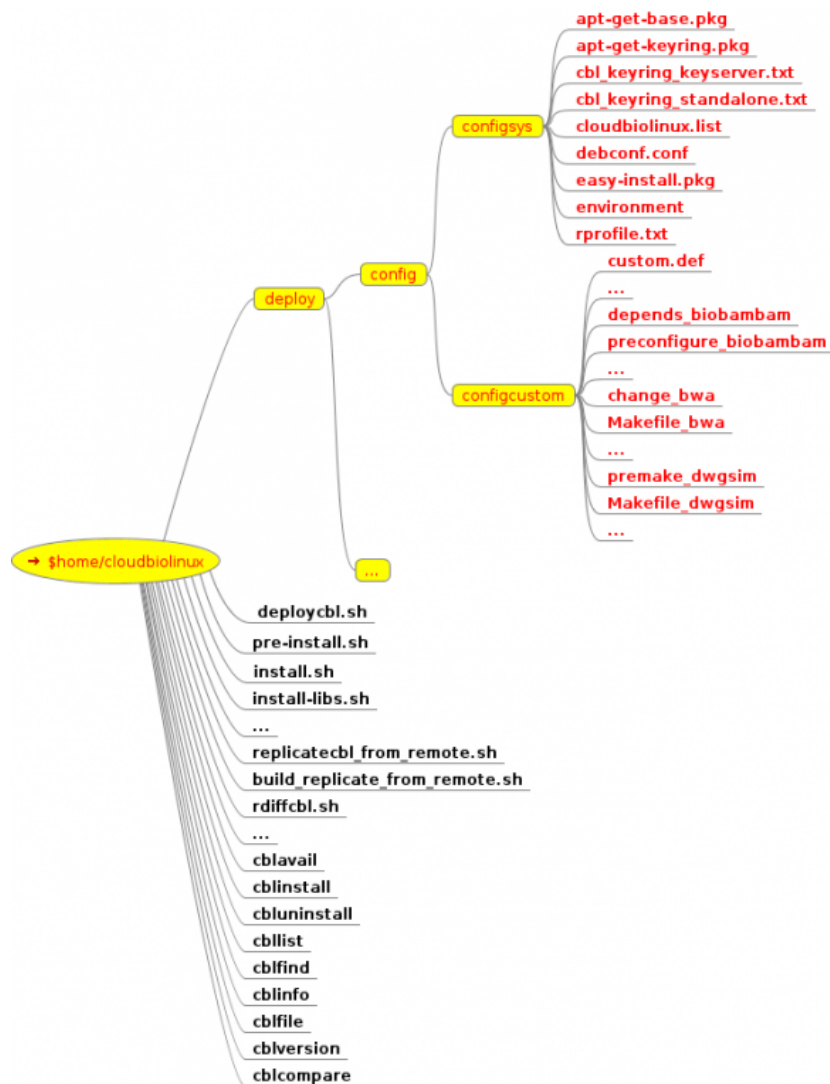 apt-get-base.pkg
apt-get-keyring.pkg
cbl_keyring_keyserver.txt
cbl_keyring_standalone.txt
configsys
cloudbiolinux.list
debconf.conf
easy-install.pkg
environment
rprofile.txt
custom.def
config
...
deploy
depends_biobambam
preconfigure_biobambam
...
configcustom
change_bwa
Makefile_bwa
...
premake_dwgsim
Makefile_dwgsim
...
→ $home/cloudbiolinux
...
deploycbl.sh
pre-install.sh
install.sh
install-libs.sh
...
replicatecbl_from_remote.sh
build_replicate_from_remote.sh
rdiffcbl.sh
...
cblavail
cblinstall
cbluninstall
cbllist
cblfind
cblinfo
cblfile
cblversion
cblcompare